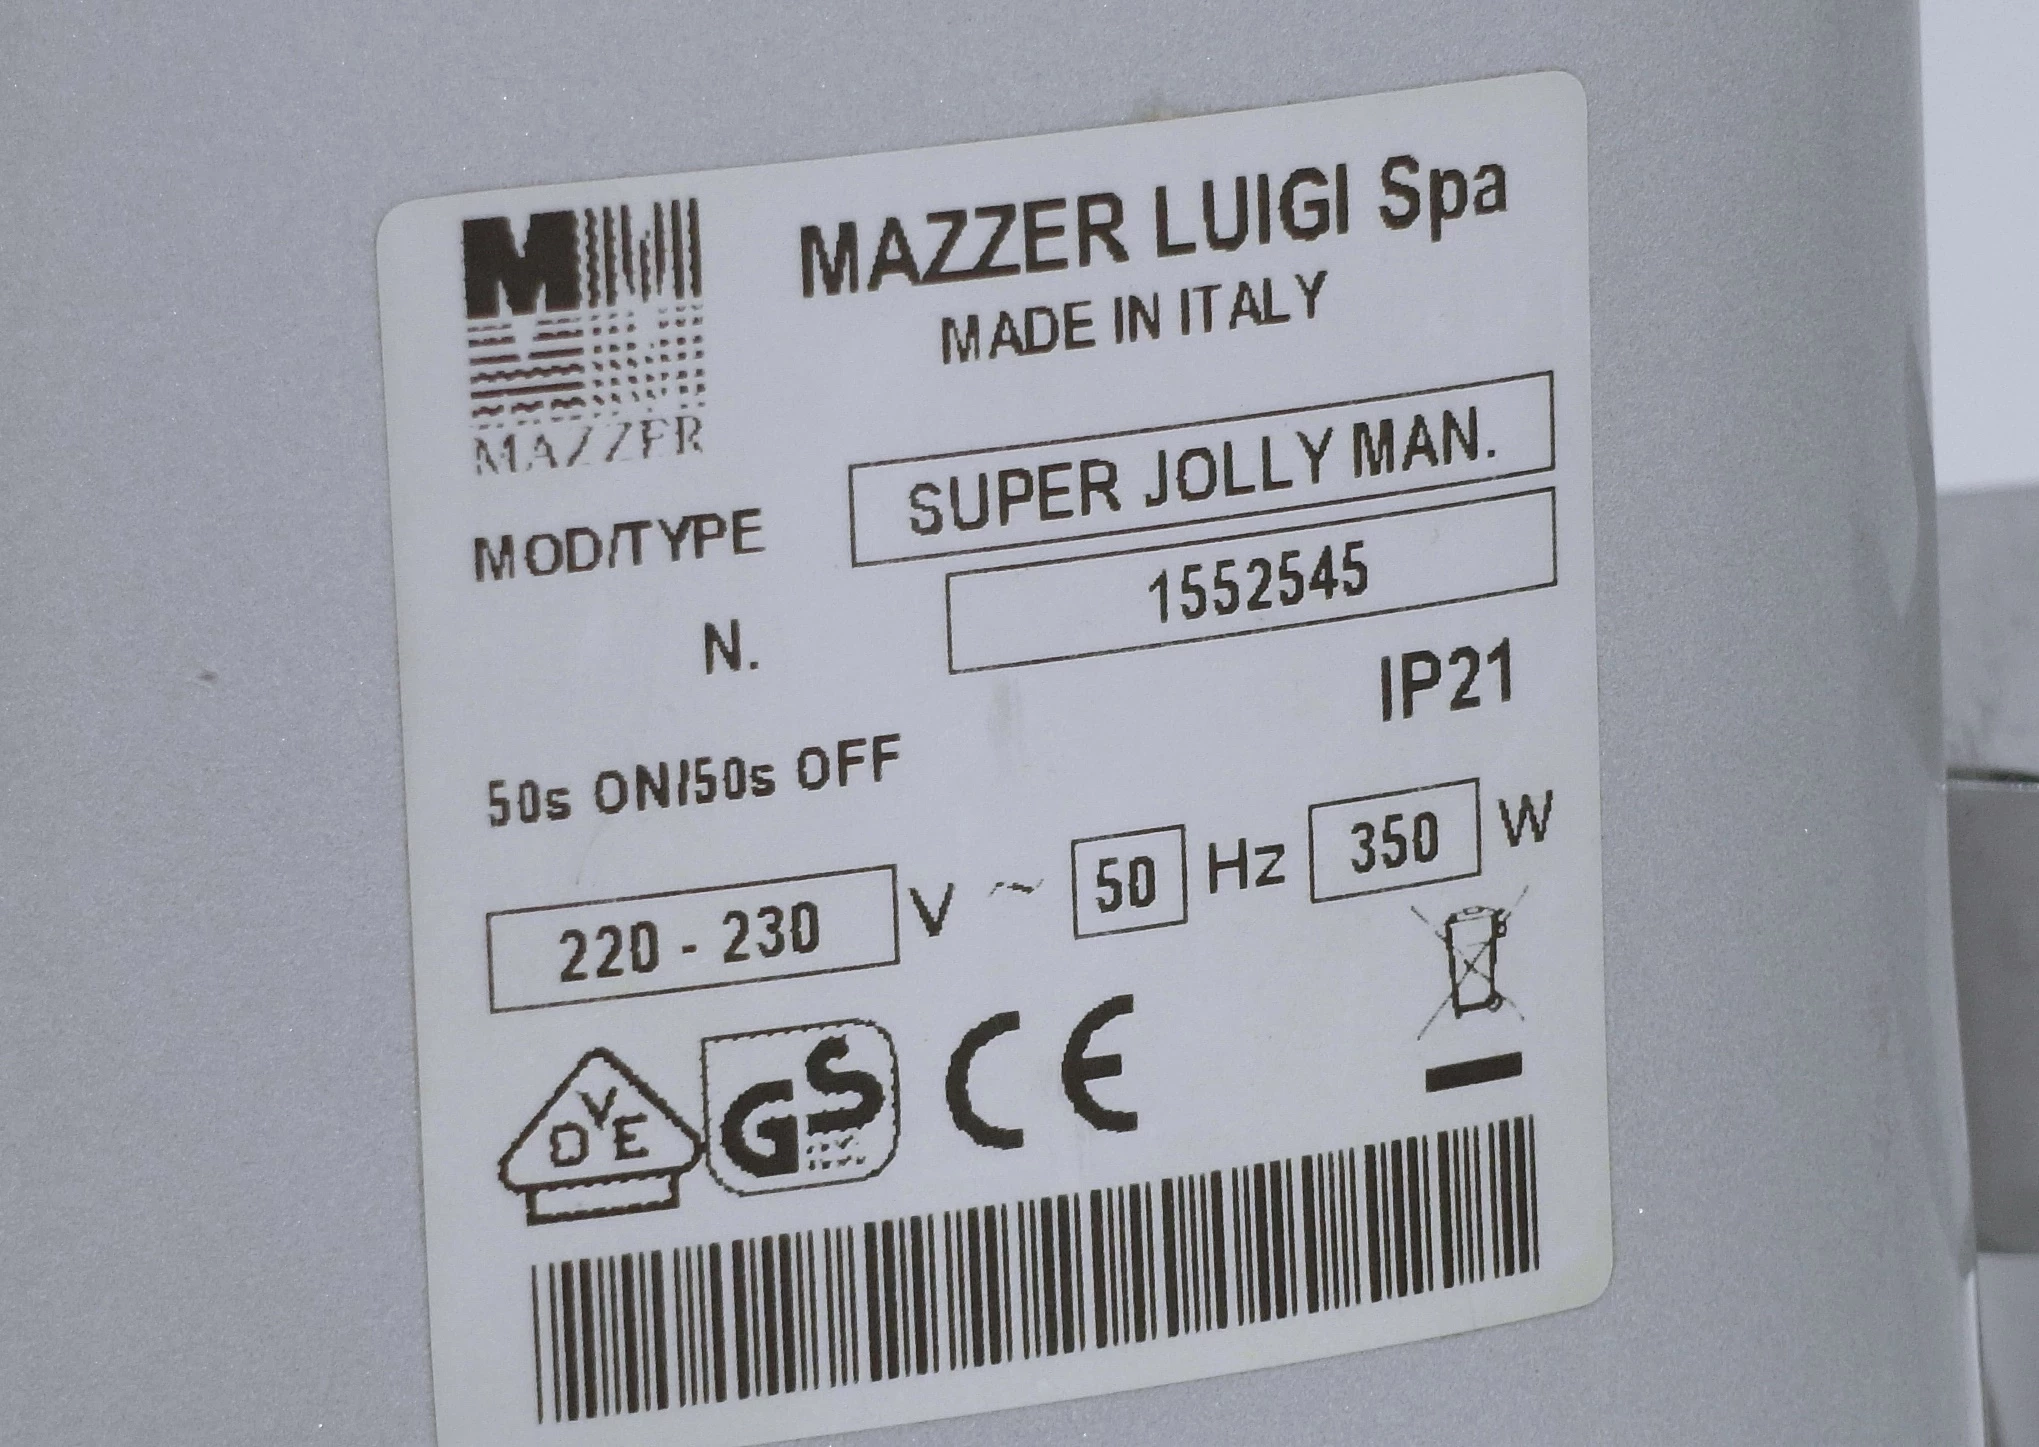 M
MAZZER
MAZZER LUIGI Spa
MADE IN ITALY
MOD/TYPE SUPER JOLLY MAN.
N. 1552545
IP21
50s ON/50s OFF
220 - 230 V ~ 50 Hz 350 W
DVE GS CE